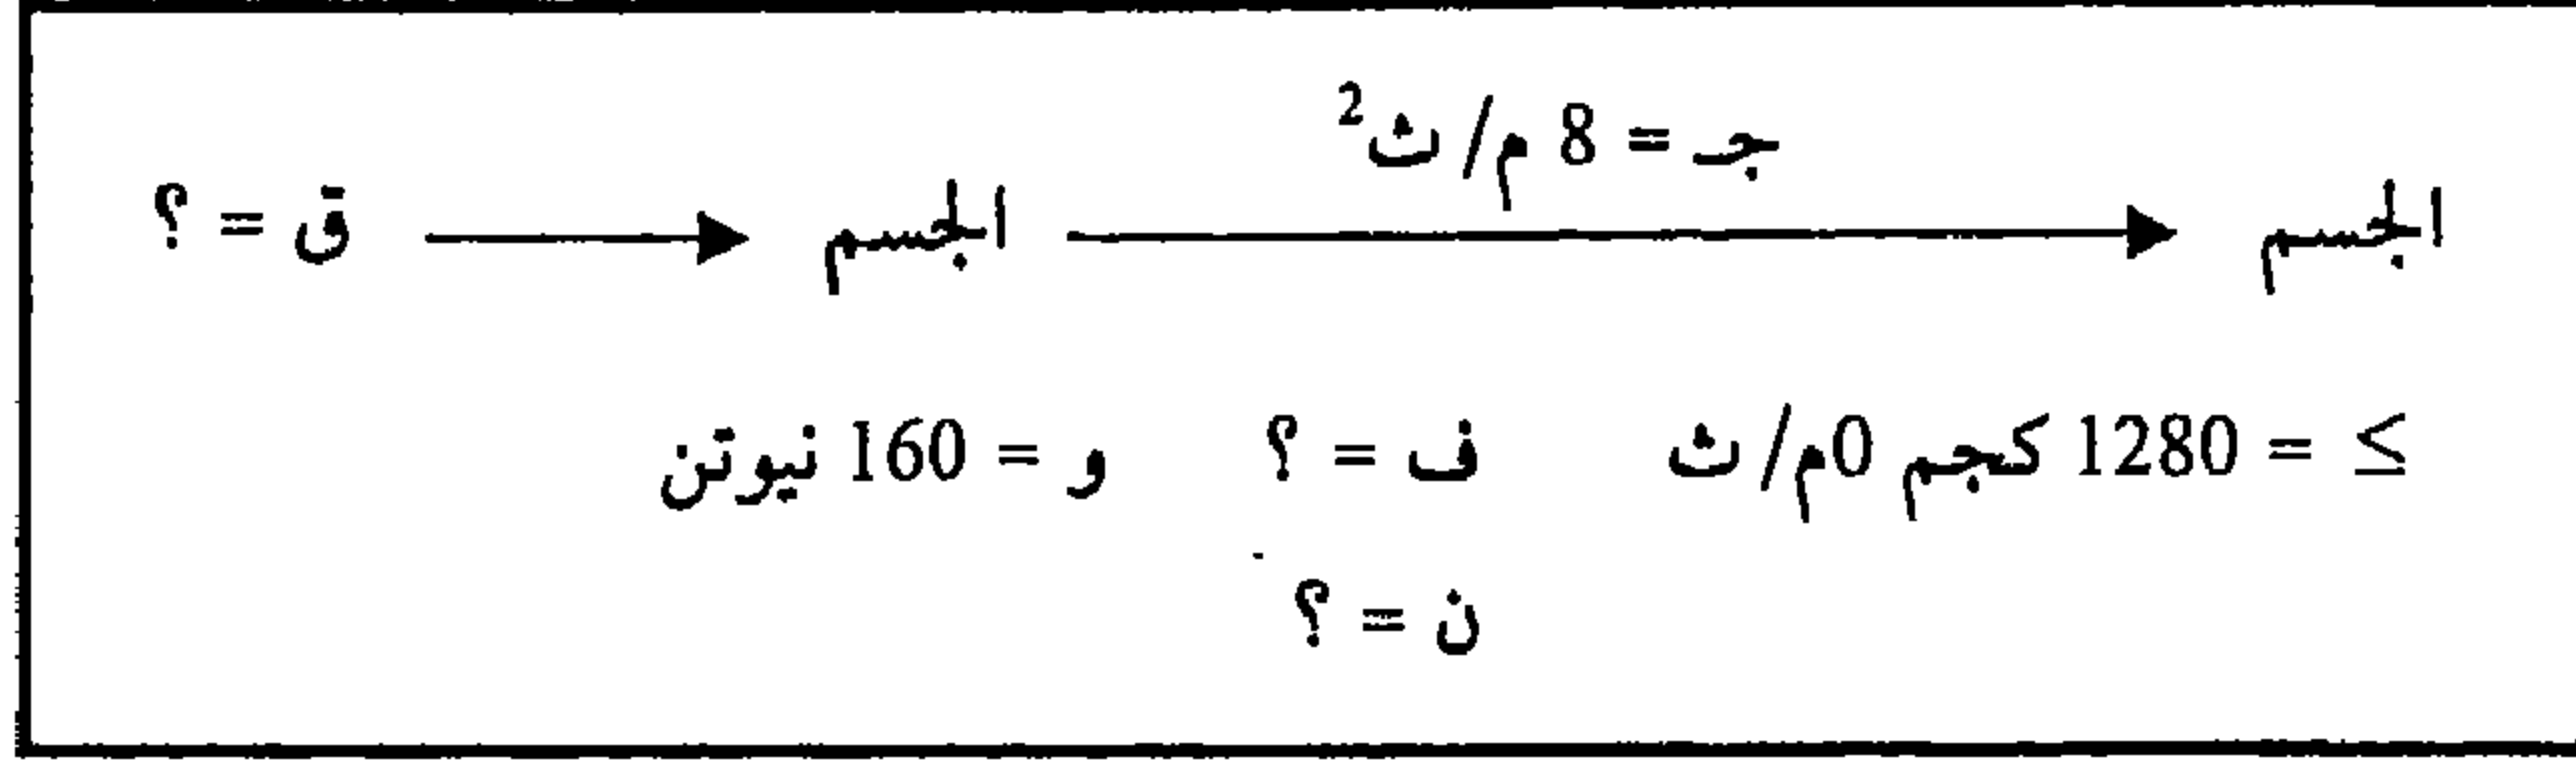 جـ = 8 م/ث2
الجسم الجسم ق = ؟
≥ = 1280 كجم 0م/ث ف = ؟ و = 160 نيوتن
ن = ؟